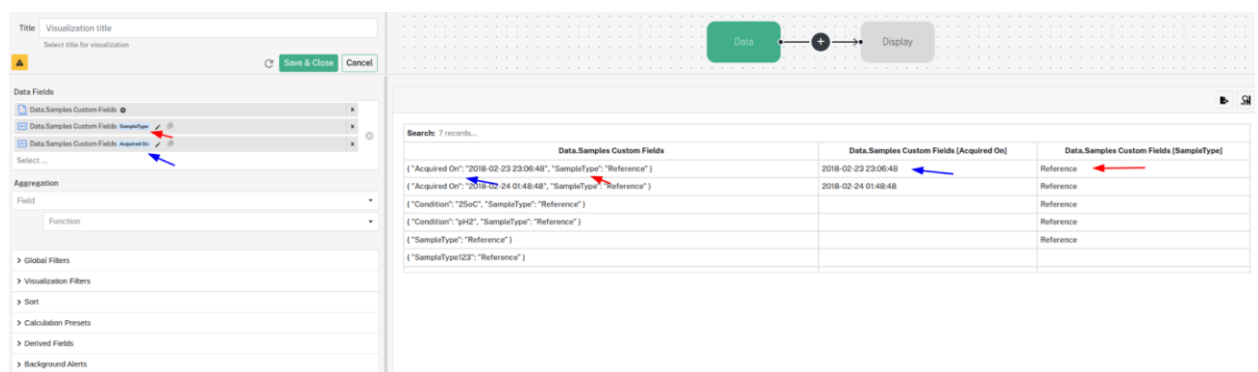 Title Visualization title
Select title for visualization
Save & Close Cancel
Data Fields
Data.Samples Custom Fields
Data.Samples Custom Fields SampleType
Data.Samples Custom Fields Acquired On
Select ...
Aggregation
Field
Function
> Global Filters
> Visualization Filters
> Sort
> Calculation Presets
> Derived Fields
> Background Alerts
Data Display
Search: 7 records...
Data.Samples Custom Fields Data.Samples Custom Fields [Acquired On] Data.Samples Custom Fields [SampleType]
{ "Acquired On": "2018-02-23 23:06:48", "SampleType": "Reference" } 2018-02-23 23:06:48 Reference
{ "Acquired On": "2018-02-24 01:48:48", "SampleType": "Reference" } 2018-02-24 01:48:48 Reference
{ "Condition": "25oC", "SampleType": "Reference" } Reference
{ "Condition": "pH2", "SampleType": "Reference" } Reference
{ "SampleType": "Reference" } Reference
{ "SampleType123": "Reference" }